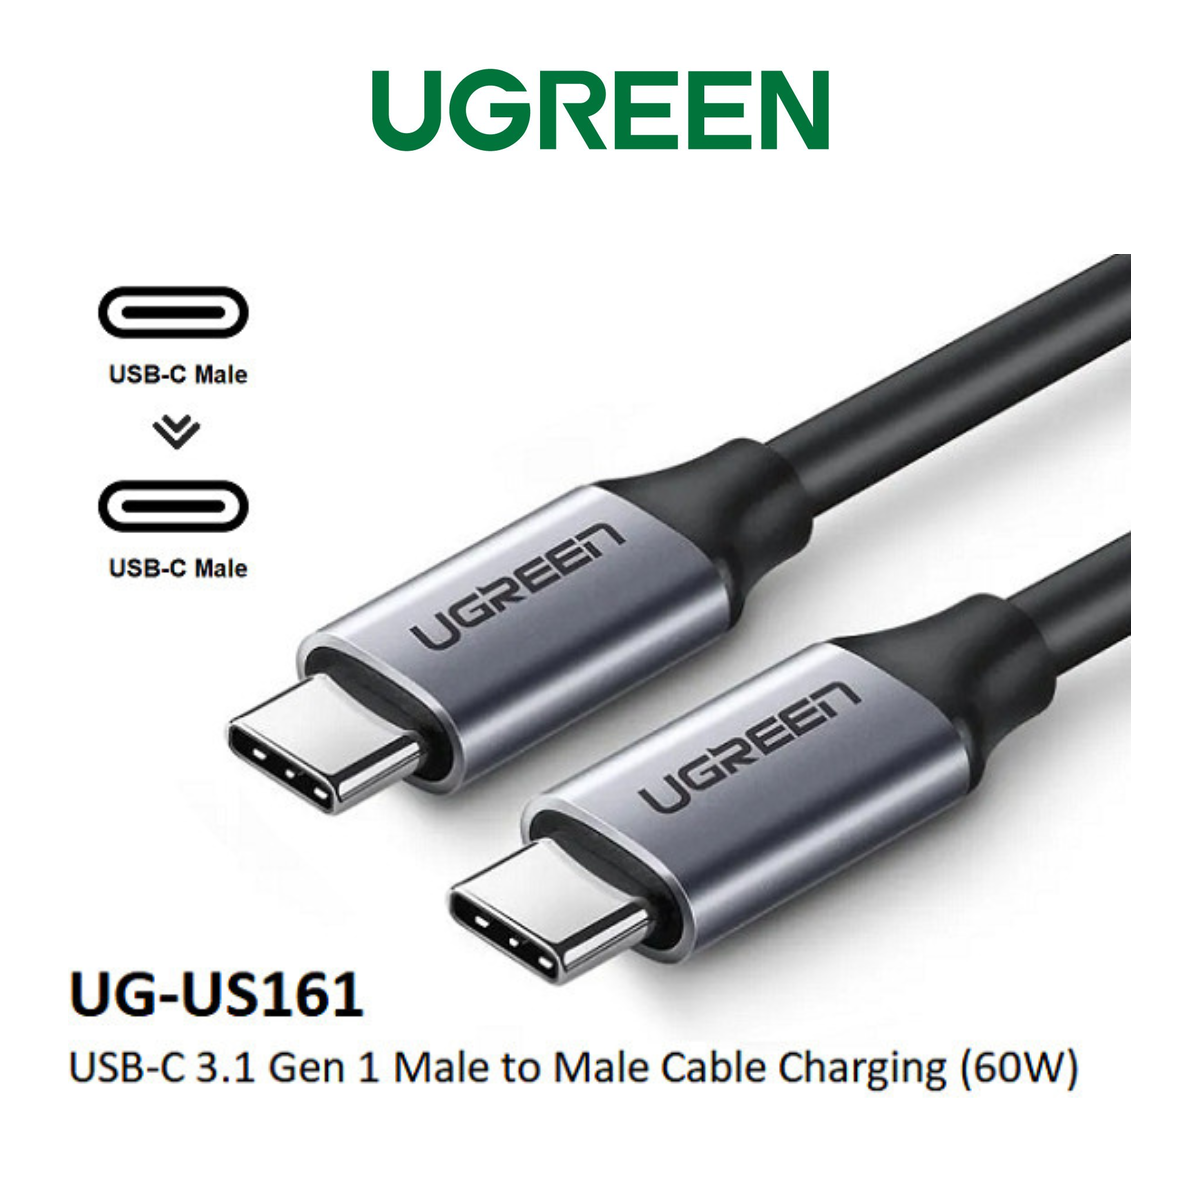 UGREEN
USB-C Male
USB-C Male
UGREEN
UGREEN
UG-US161
USB-C 3.1 Gen 1 Male to Male Cable Charging (60W)